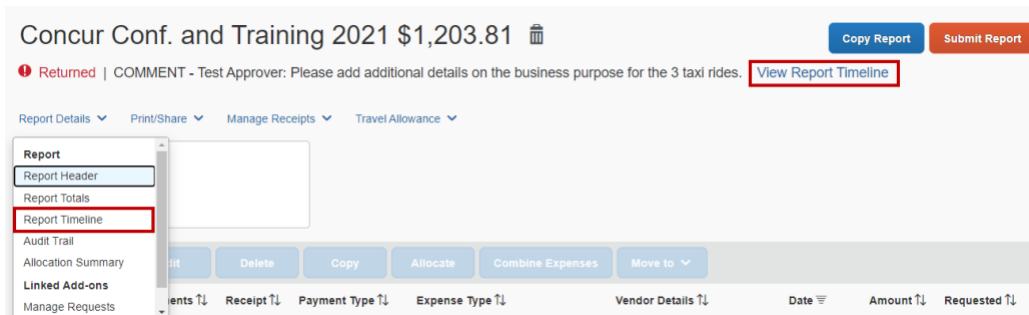 Concur Conf. and Training 2021 $1,203.81
Copy Report
Submit Report
Returned | COMMENT - Test Approver: Please add additional details on the business purpose for the 3 taxi rides. View Report Timeline
Report Details Print/Share Manage Receipts Travel Allowance
Report
Report Header
Report Totals
Report Timeline
Audit Trail
Allocation Summary
Linked Add-ons
Manage Requests
Delete Copy Allocate Combine Expenses Move to
Receipt Payment Type Expense Type Vendor Details Date Amount Requested